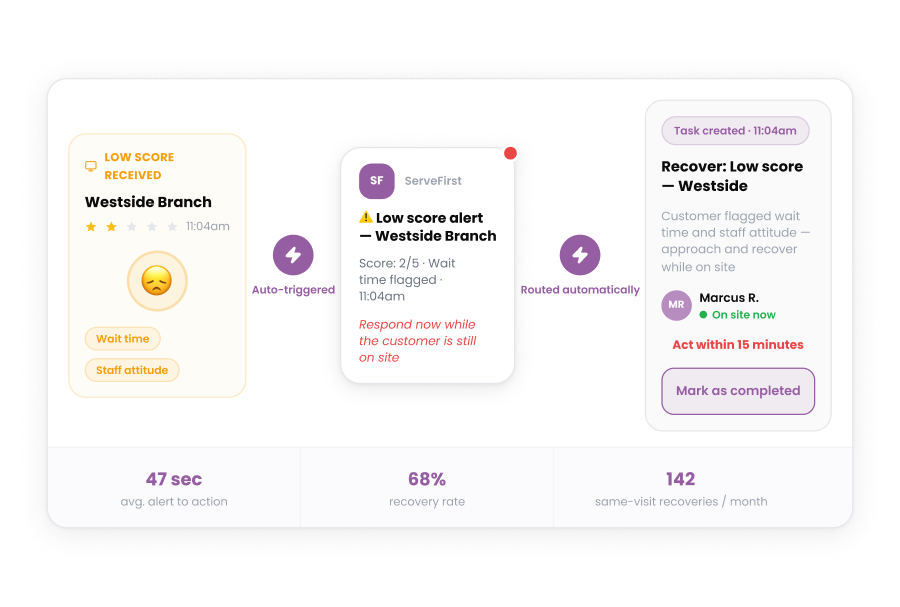 LOW SCORE
RECEIVED
Westside Branch
11:04am
Wait time
Staff attitude
Auto-triggered
SF
ServeFirst
⚠️ Low score alert
— Westside Branch
Score: 2/5 · Wait
time flagged ·
11:04am
Respond now while
the customer is still
on site
Routed automatically
Task created · 11:04am
Recover: Low score
— Westside
Customer flagged wait
time and staff attitude —
approach and recover
while on site
MR
Marcus R.
On site now
Act within 15 minutes
Mark as completed
47 sec
avg. alert to action
68%
recovery rate
142
same-visit recoveries / month